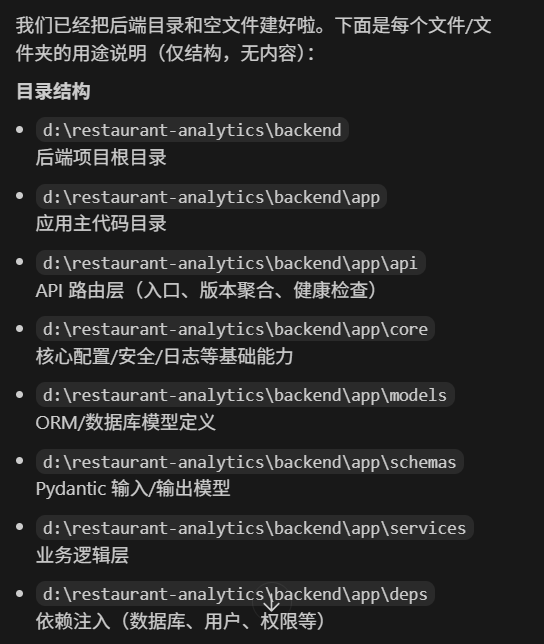 我们已经把后端目录和空文件建好啦。下面是每个文件/文
件夹的用途说明（仅结构，无内容）：
目录结构
d:\restaurant-analytics\backend
后端项目根目录
d:\restaurant-analytics\backend\app
应用主代码目录
d:\restaurant-analytics\backend\app\api
API 路由层（入口、版本聚合、健康检查）
d:\restaurant-analytics\backend\app\core
核心配置/安全/日志等基础能力
d:\restaurant-analytics\backend\app\models
ORM/数据库模型定义
d:\restaurant-analytics\backend\app\schemas
Pydantic 输入/输出模型
d:\restaurant-analytics\backend\app\services
业务逻辑层
d:\restaurant-analytics\backend\app\deps
依赖注入（数据库、用户、权限等）